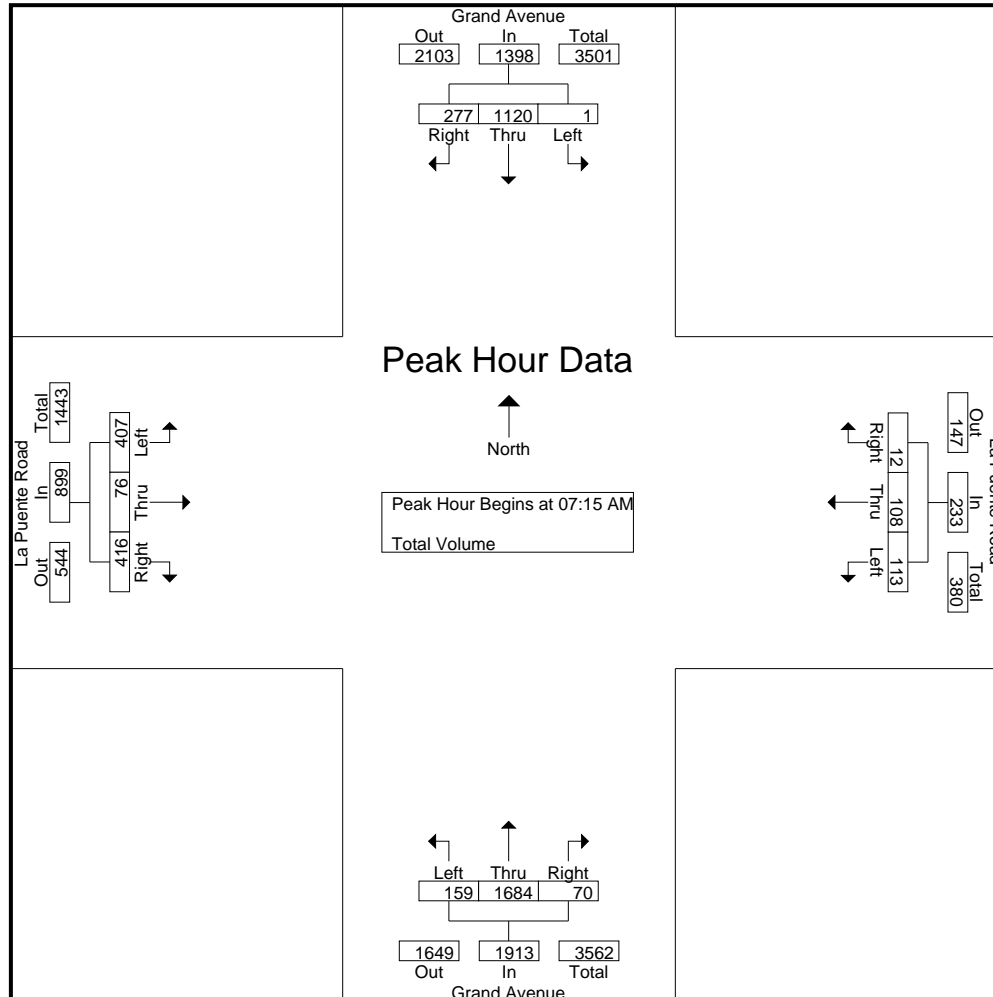 Grand Avenue
Out In Total
2103 1398 3501
277 1120 1
Right Thru Left
Peak Hour Data
North
Peak Hour Begins at 07:15 AM
Total Volume
La Puente Road
Total In Out
1443 899 544
407 76 416
Left Thru Right
Right Thru Left
12 108 113
147 233 380
Out In Total
La Puente Road
Left Thru Right
159 1684 70
1649 1913 3562
Out In Total
Grand Avenue